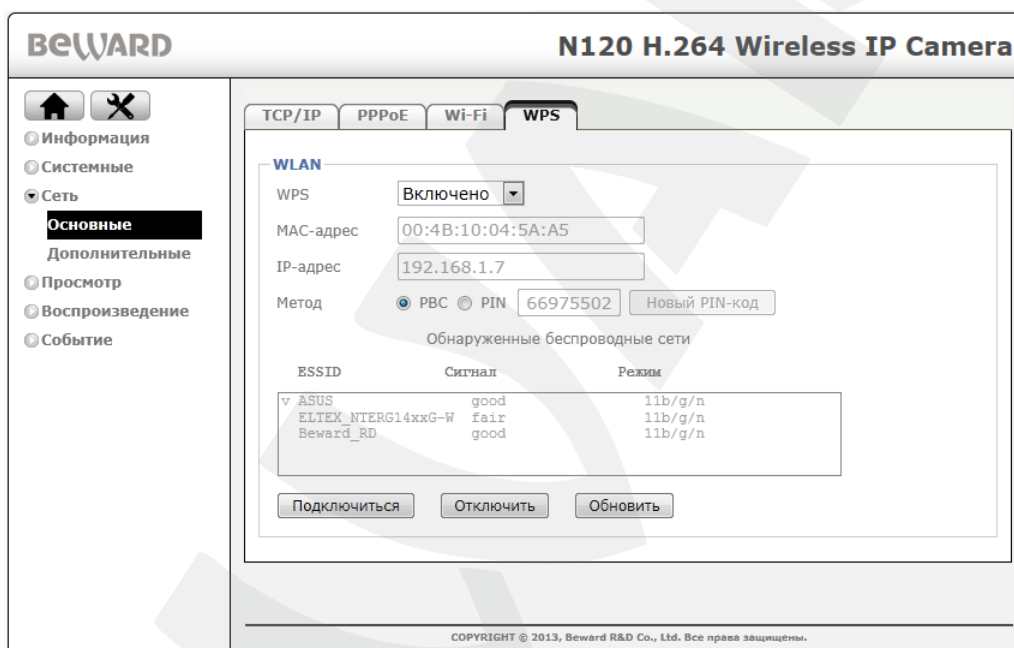 BEWARD
N120 H.264 Wireless IP Camera
Информация
Системные
Сеть
Основные
Дополнительные
Просмотр
Воспроизведение
Событие
TCP/IP PPPoE Wi-Fi WPS
WLAN
WPS Включено
MAC-адрес 00:4B:10:04:5A:A5
IP-адрес 192.168.1.7
Метод PBC PIN 66975502 Новый PIN-код
Обнаруженные беспроводные сети
ESSID Сигнал Режим
ASUS good 11b/g/n
ELTEX_NTERG14xxG-W fair 11b/g/n
Beward_RD good 11b/g/n
Подключиться Отключить Обновить
COPYRIGHT © 2013, Beward R&D Co., Ltd. Все права защищены.